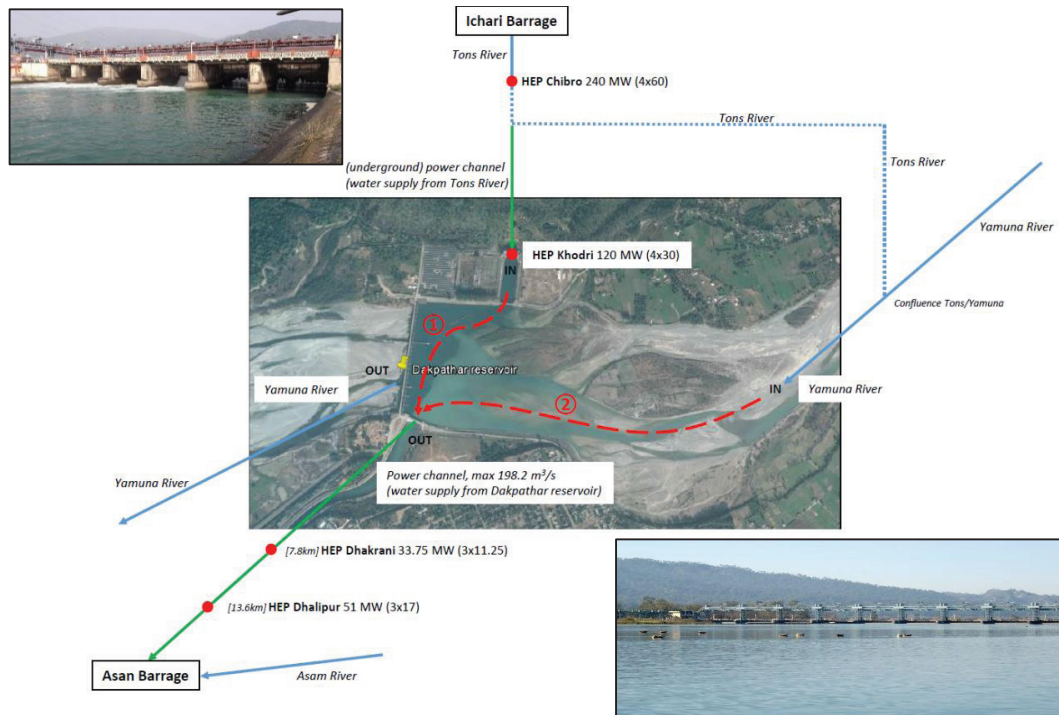 Ichari Barrage
Tons River
HEP Chibro 240 MW (4x60)
Tons River
Tons River
(underground) power channel
(water supply from Tons River)
Yamuna River
HEP Khodri 120 MW (4x30)
IN
Confluence Tons/Yamuna
①
Dakpathar reservoir
OUT
Yamuna River
IN
Yamuna River
②
OUT
Power channel, max 198.2 m³/s
(water supply from Dakpathar reservoir)
Yamuna River
[7.8km] HEP Dhakrani 33.75 MW (3x11.25)
[13.6km] HEP Dhalipur 51 MW (3x17)
Asan Barrage
Asam River